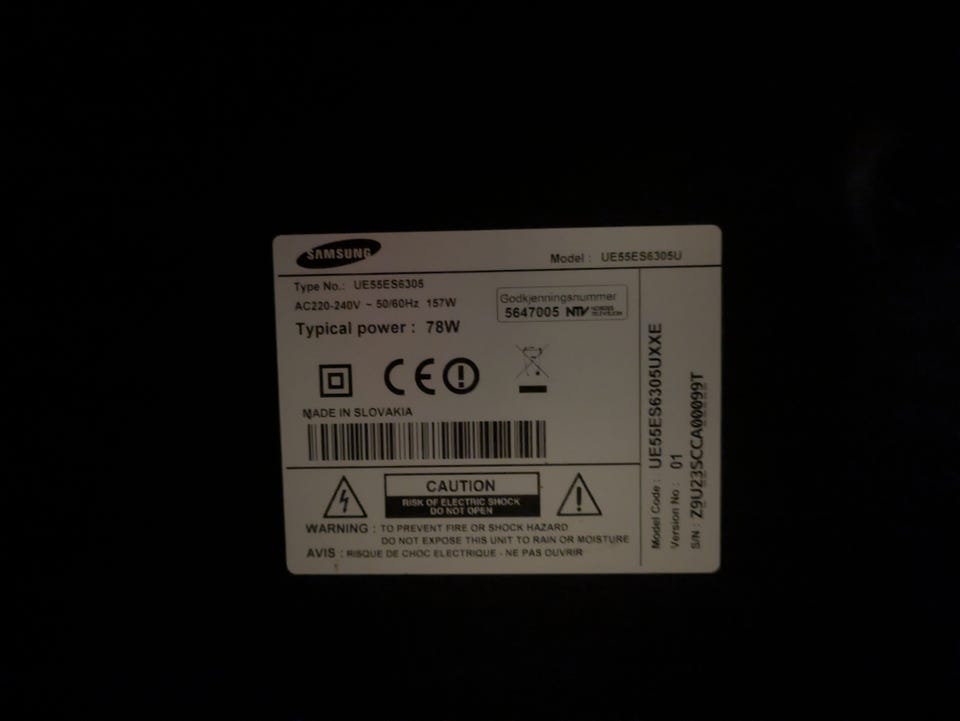 SAMSUNG
Model : UE55ES6305U
Type No.: UE55ES6305
AC220-240V ~ 50/60Hz 157W
Typical power : 78W
Godkjenningsnummer
5647005 NTV NORGES TELEVISJON
MADE IN SLOVAKIA
CAUTION
RISK OF ELECTRIC SHOCK
DO NOT OPEN
WARNING : TO PREVENT FIRE OR SHOCK HAZARD
DO NOT EXPOSE THIS UNIT TO RAIN OR MOISTURE
AVIS : RISQUE DE CHOC ELECTRIQUE - NE PAS OUVRIR
Model Code : UE55ES6305UXXE
Version No : 01
S/N : Z9U23SCCA00099T